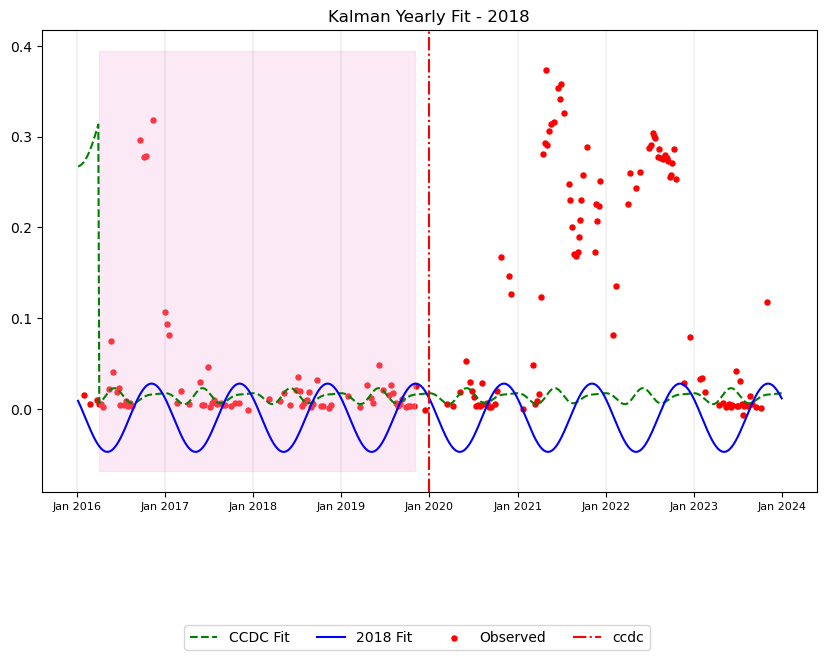 Kalman Yearly Fit - 2018
0.4
0.3
0.2
0.1
0.0
Jan 2016 Jan 2017 Jan 2018 Jan 2019 Jan 2020 Jan 2021 Jan 2022 Jan 2023 Jan 2024
CCDC Fit 2018 Fit Observed ccdc